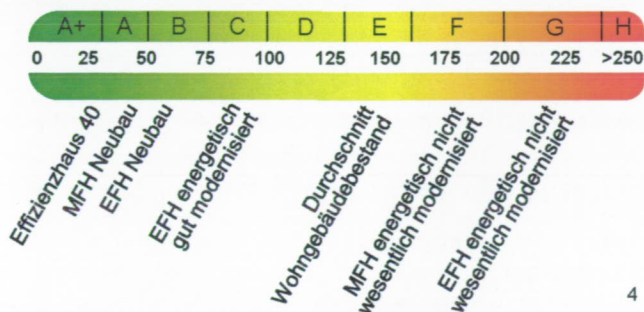 A+ A B C D E F G H
0 25 50 75 100 125 150 175 200 225 >250
Effizienzhaus 40
MFH Neubau
EFH Neubau
EFH energetisch
gut modernisiert
Durchschnitt
Wohngebäudebestand
MFH energetisch nicht
wesentlich modernisiert
EFH energetisch nicht
wesentlich modernisiert
4